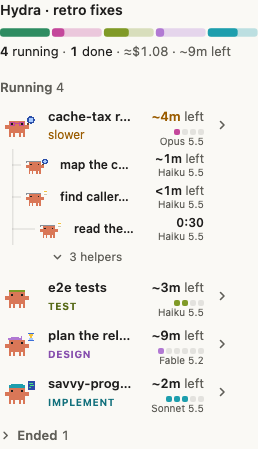 Hydra · retro fixes
4 running · 1 done · ≈$1.08 · ~9m left
Running 4
cache-tax r... ~4m left
slower Opus 5.5
map the c... ~1m left
Haiku 5.5
find caller... <1m left
Haiku 5.5
read the... 0:30
Haiku 5.5
3 helpers
e2e tests ~3m left
TEST Haiku 5.5
plan the rel... ~9m left
DESIGN Fable 5.2
savvy-prog... ~2m left
IMPLEMENT Sonnet 5.5
Ended 1